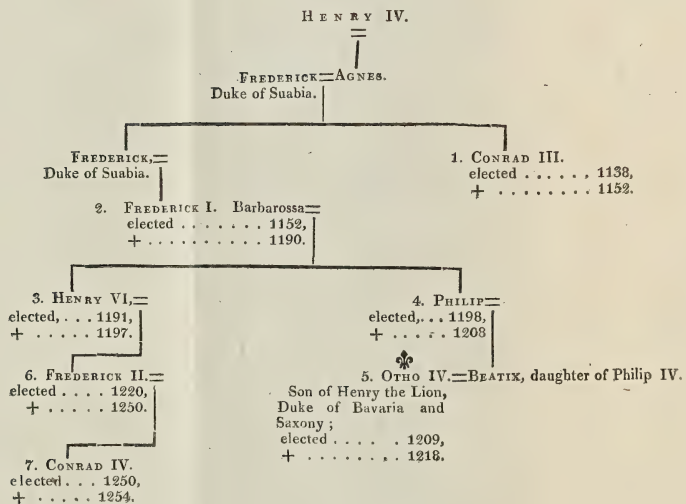 HENRY IV.
=
FREDERICK=AGNES.
Duke of Suabia.
FREDERICK,=
Duke of Suabia.
1. CONRAD III.
elected . . . . . . 1138,
+ . . . . . . . . 1152.
2. FREDERICK I. Barbarossa=
elected . . . . . . . 1152,
+ . . . . . . . . . . 1190.
3. HENRY VI,=
elected, . . . 1191,
+ . . . . . 1197.
4. PHILIP=
elected, . . . 1198,
+ . . . . . 1208
6. FREDERICK II.=
elected . . . . 1220,
+ . . . . . 1250.
5. OTHO IV.=BEATIX, daughter of Philip IV.
Son of Henry the Lion,
Duke of Bavaria and
Saxony ;
elected . . . . . 1209,
+ . . . . . . . . 1218.
7. CONRAD IV.
elected . . . 1250,
+ . . . . . 1254.